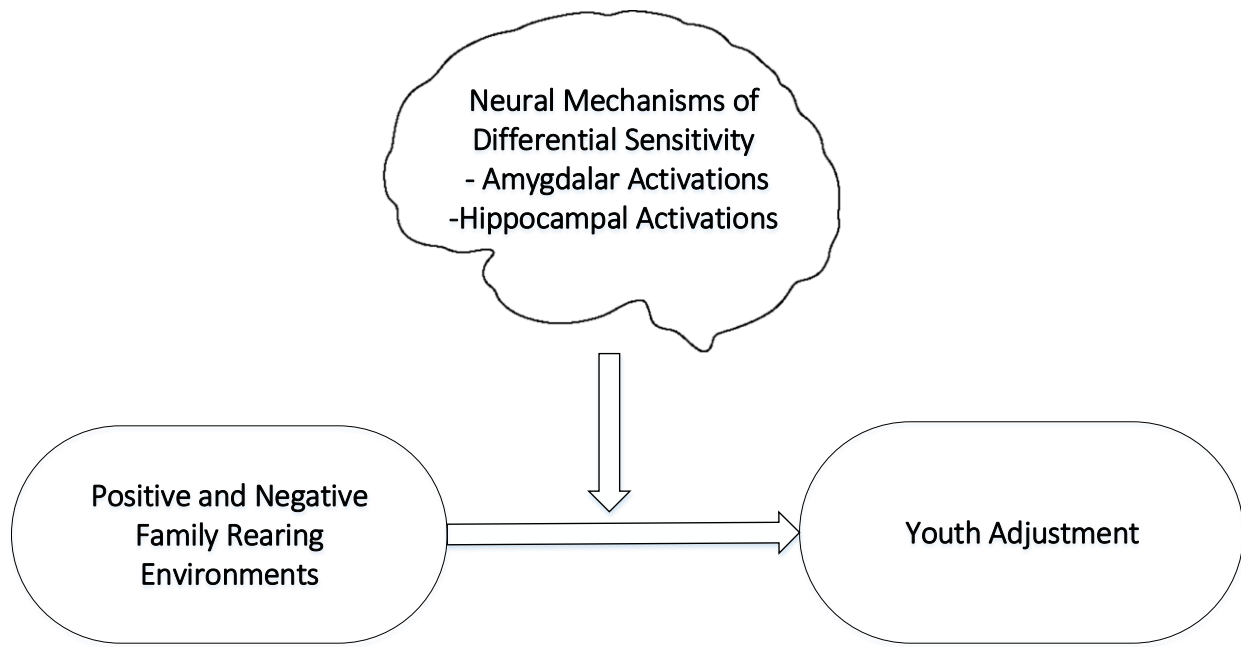 Neural Mechanisms of
Differential Sensitivity
- Amygdalar Activations
-Hippocampal Activations
Positive and Negative
Family Rearing
Environments
Youth Adjustment